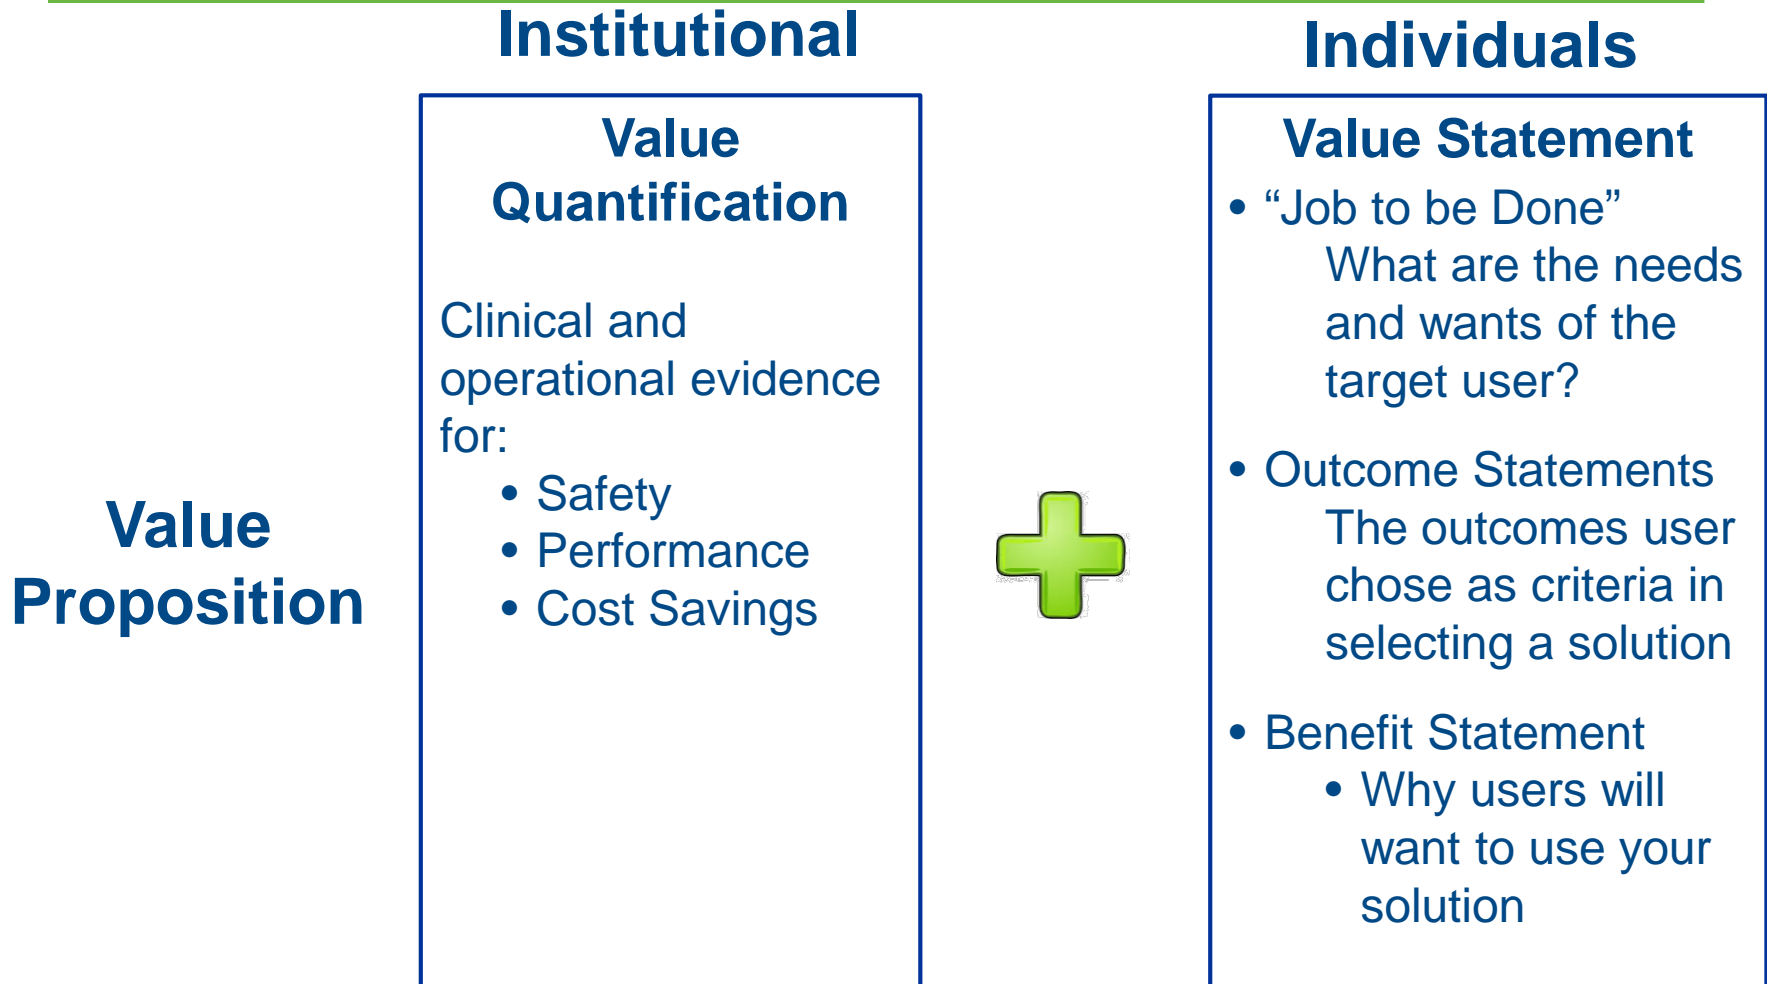 Institutional
Individuals
Value
Proposition
Value
Quantification
Clinical and
operational evidence
for:
• Safety
• Performance
• Cost Savings
Value Statement
• “Job to be Done”
What are the needs
and wants of the
target user?
• Outcome Statements
The outcomes user
chose as criteria in
selecting a solution
• Benefit Statement
• Why users will
want to use your
solution